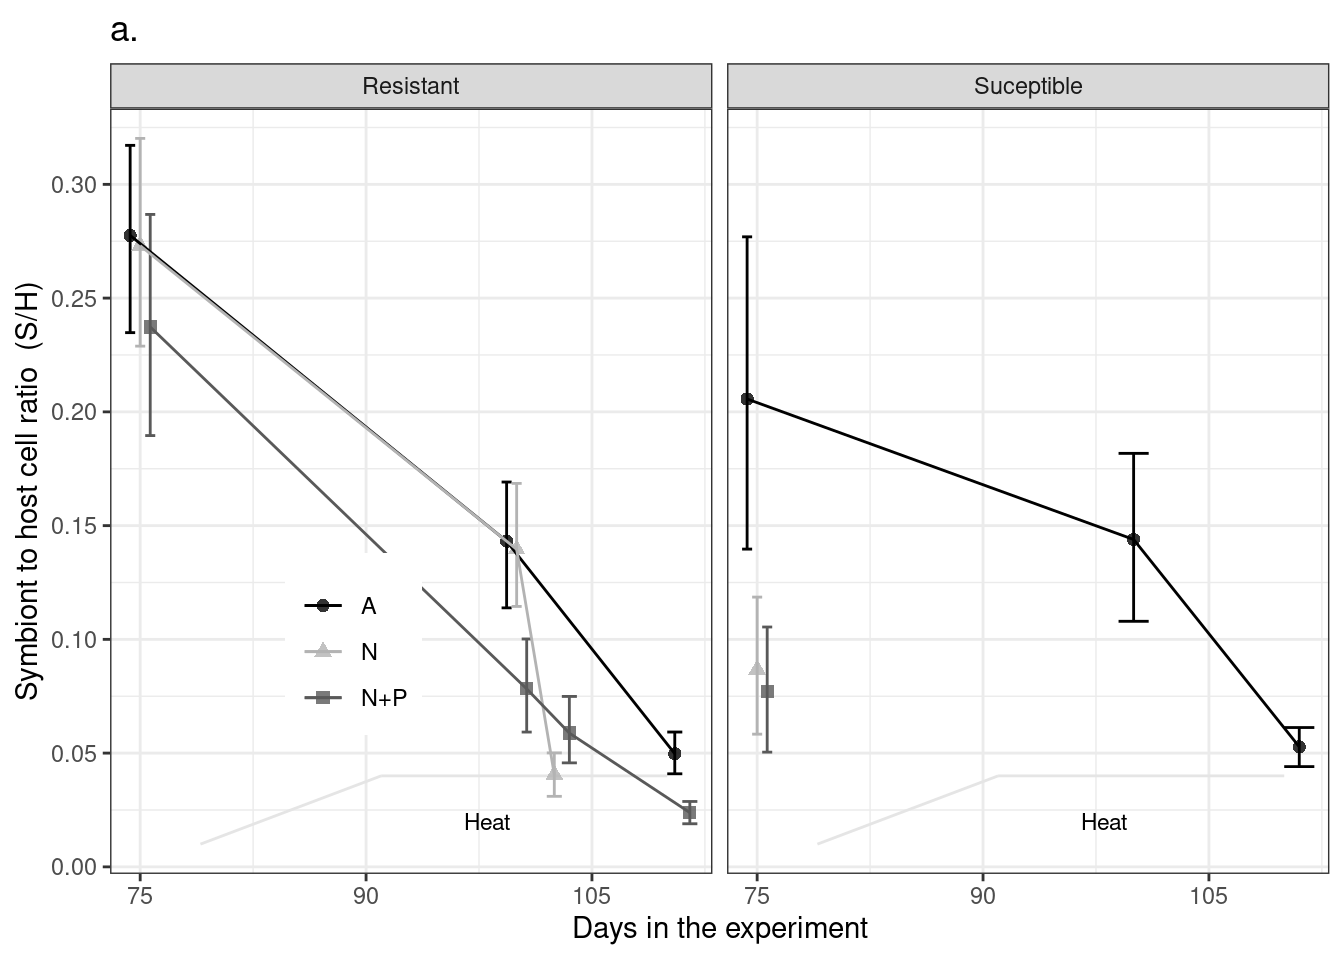 a.
Resistant
Suceptible
Symbiont to host cell ratio (S/H)
0.30
0.25
0.20
0.15
0.10
0.05
0.00
A
N
N+P
Heat
Heat
75 90 105
75 90 105
Days in the experiment